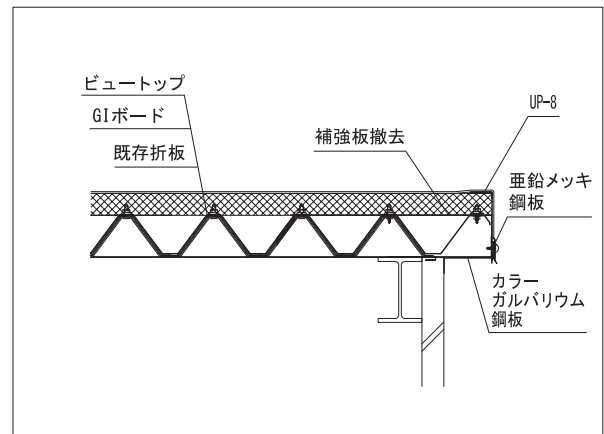 ビュートップ
GIボード
既存折板
補強板撤去
UP-8
亜鉛メッキ
鋼板
カラー
ガルバリウム
鋼板